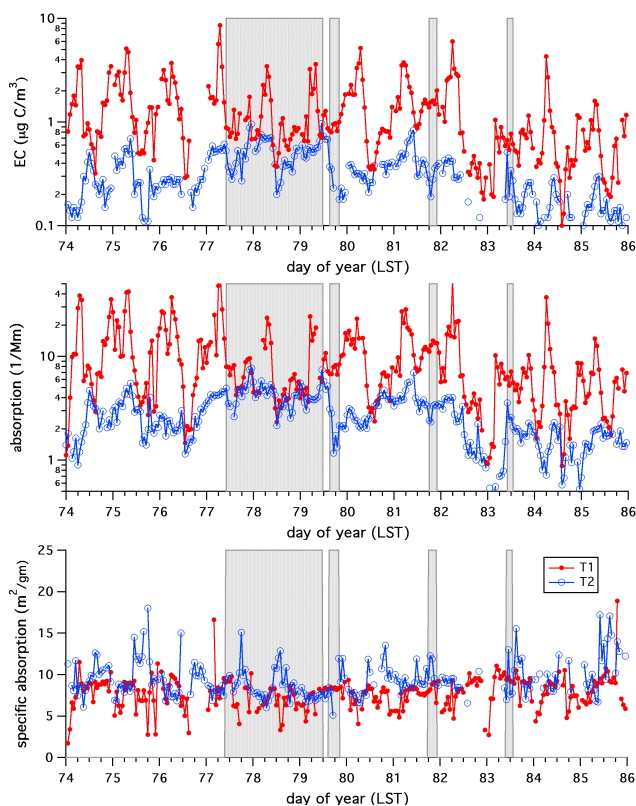 10
8
6
4
2
1
8
6
4
2
0.1
EC (μg C/m³)
74 75 76 77 78 79 80 81 82 83 84 85 86
day of year (LST)
4
2
10
8
6
4
2
1
8
6
absorption (1/Mm)
74 75 76 77 78 79 80 81 82 83 84 85 86
day of year (LST)
25
20
15
10
5
0
specific absorption (m²/gm)
T1
T2
74 75 76 77 78 79 80 81 82 83 84 85 86
day of year (LST)